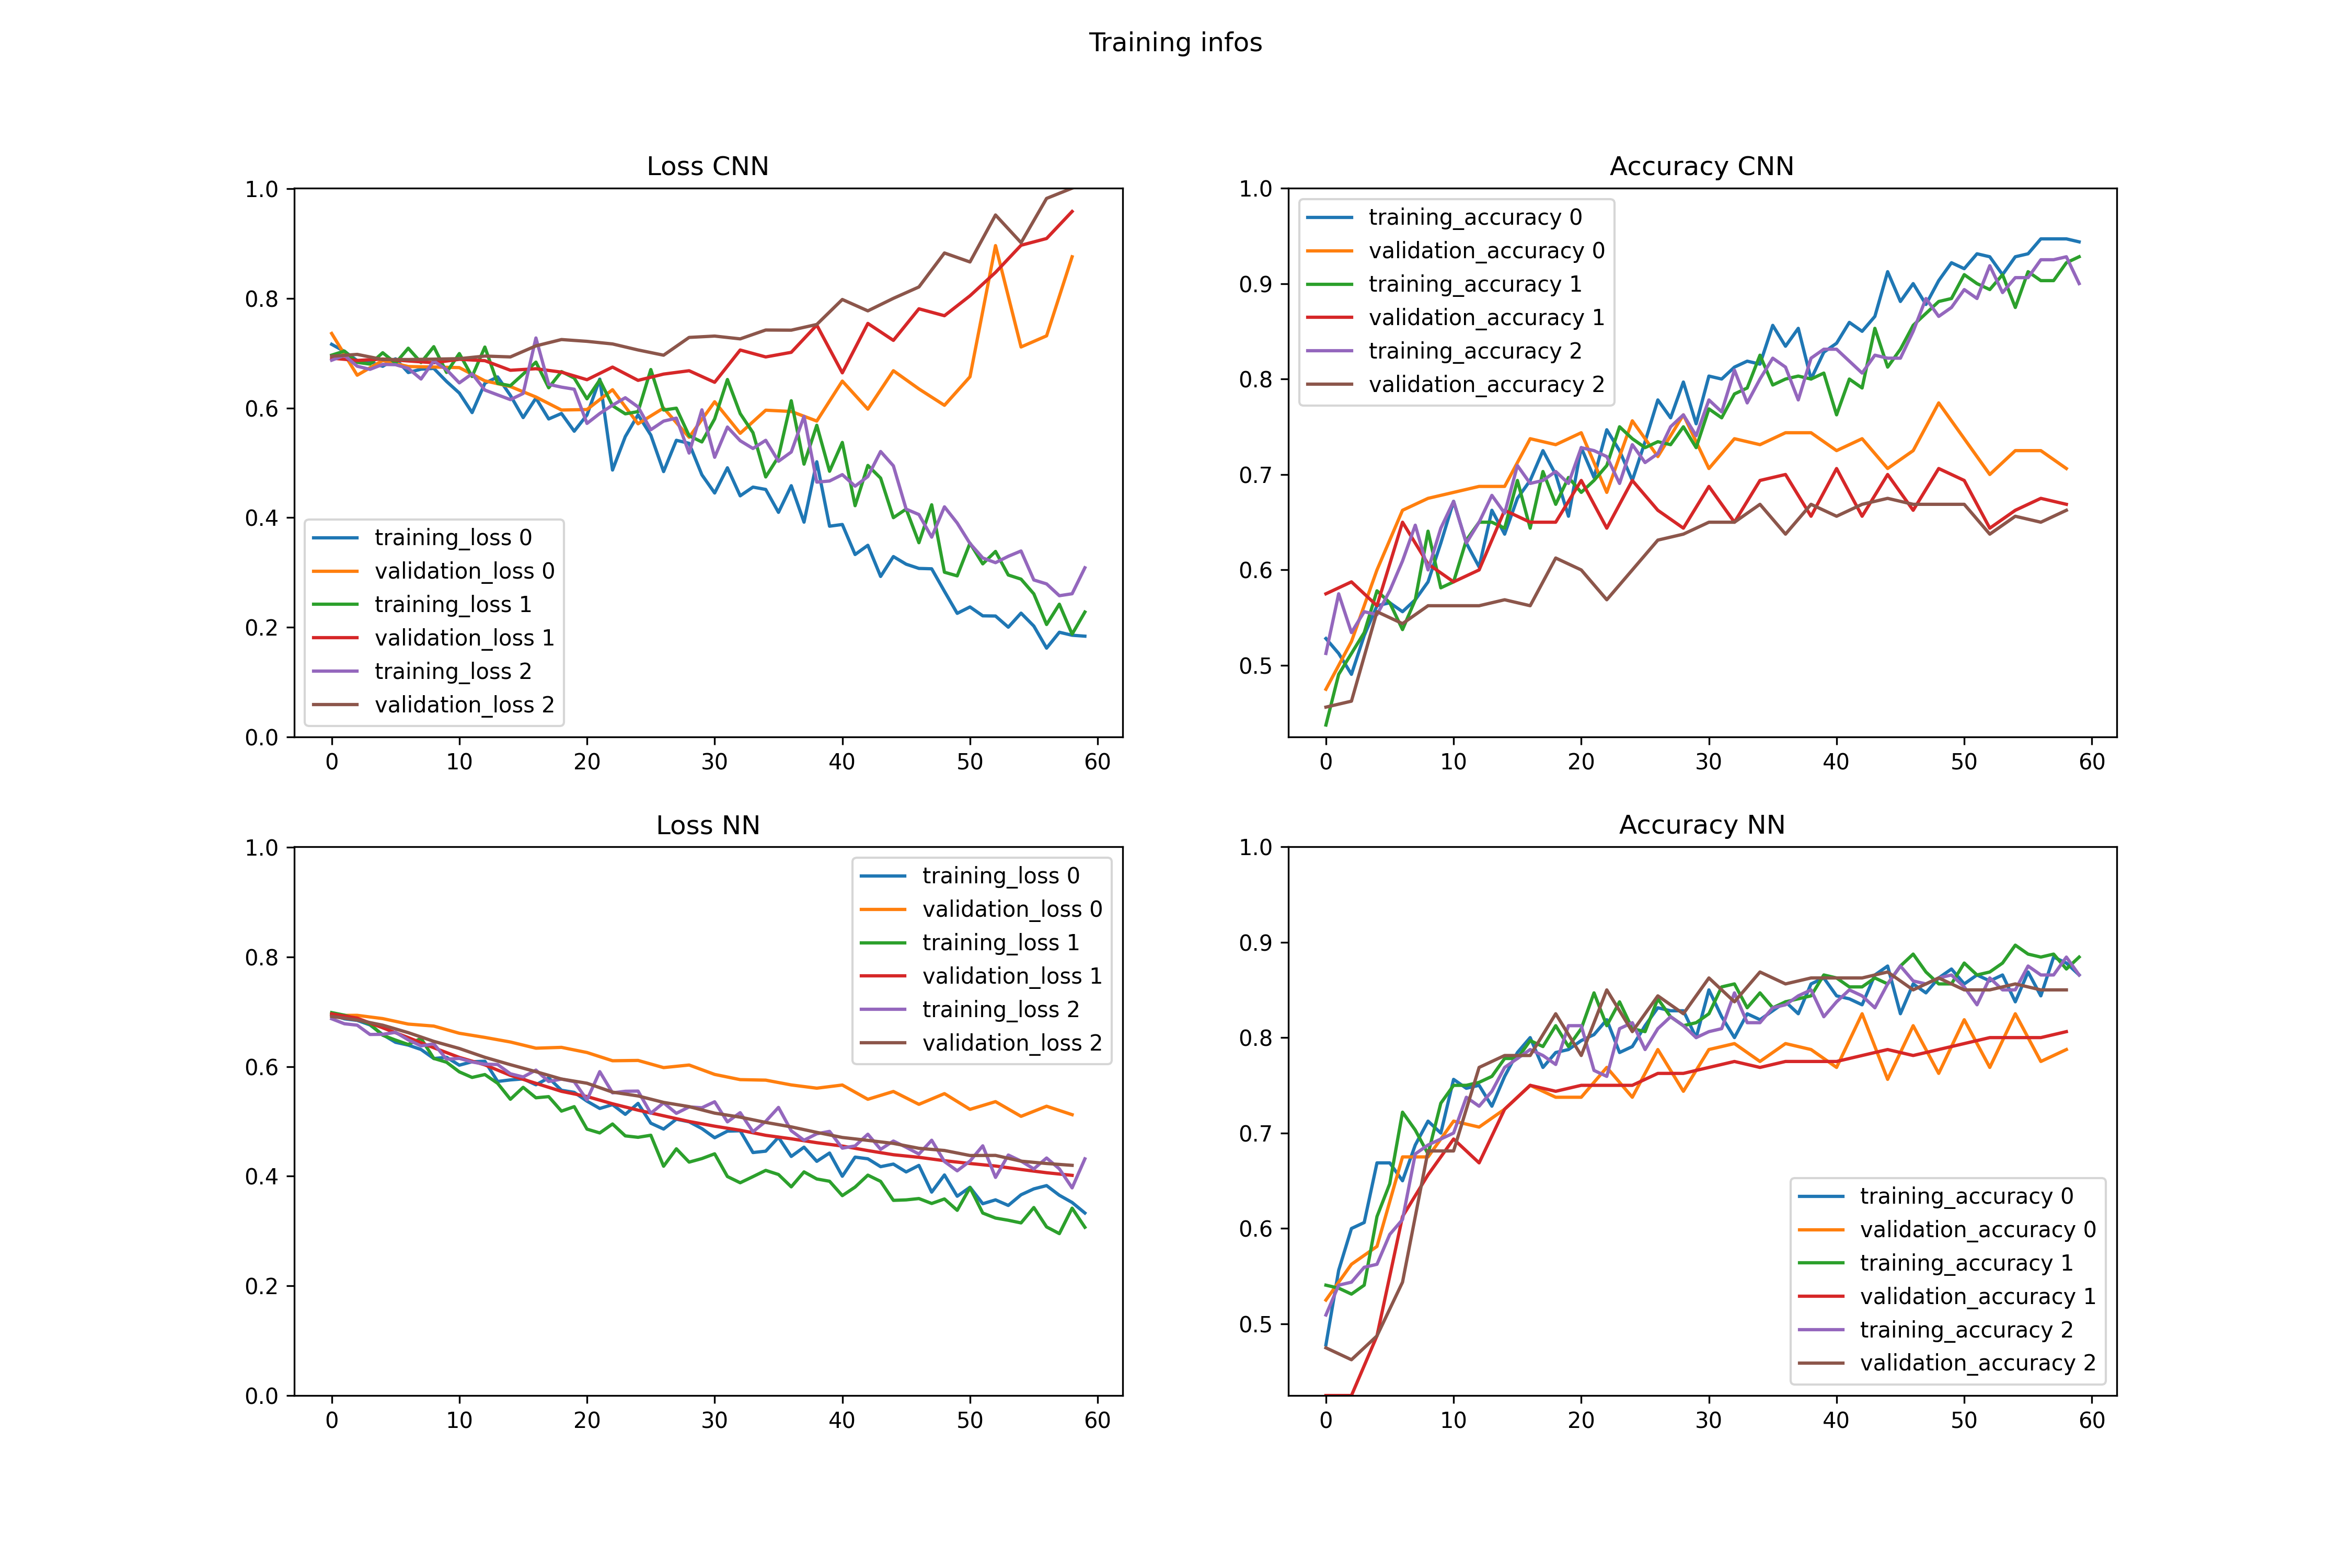 Training infos
Loss CNN
1.0
0.8
0.6
0.4
0.2
0.0
training_loss 0
validation_loss 0
training_loss 1
validation_loss 1
training_loss 2
validation_loss 2
0 10 20 30 40 50 60
Accuracy CNN
1.0
0.9
0.8
0.7
0.6
0.5
training_accuracy 0
validation_accuracy 0
training_accuracy 1
validation_accuracy 1
training_accuracy 2
validation_accuracy 2
0 10 20 30 40 50 60
Loss NN
1.0
0.8
0.6
0.4
0.2
0.0
training_loss 0
validation_loss 0
training_loss 1
validation_loss 1
training_loss 2
validation_loss 2
0 10 20 30 40 50 60
Accuracy NN
1.0
0.9
0.8
0.7
0.6
0.5
training_accuracy 0
validation_accuracy 0
training_accuracy 1
validation_accuracy 1
training_accuracy 2
validation_accuracy 2
0 10 20 30 40 50 60